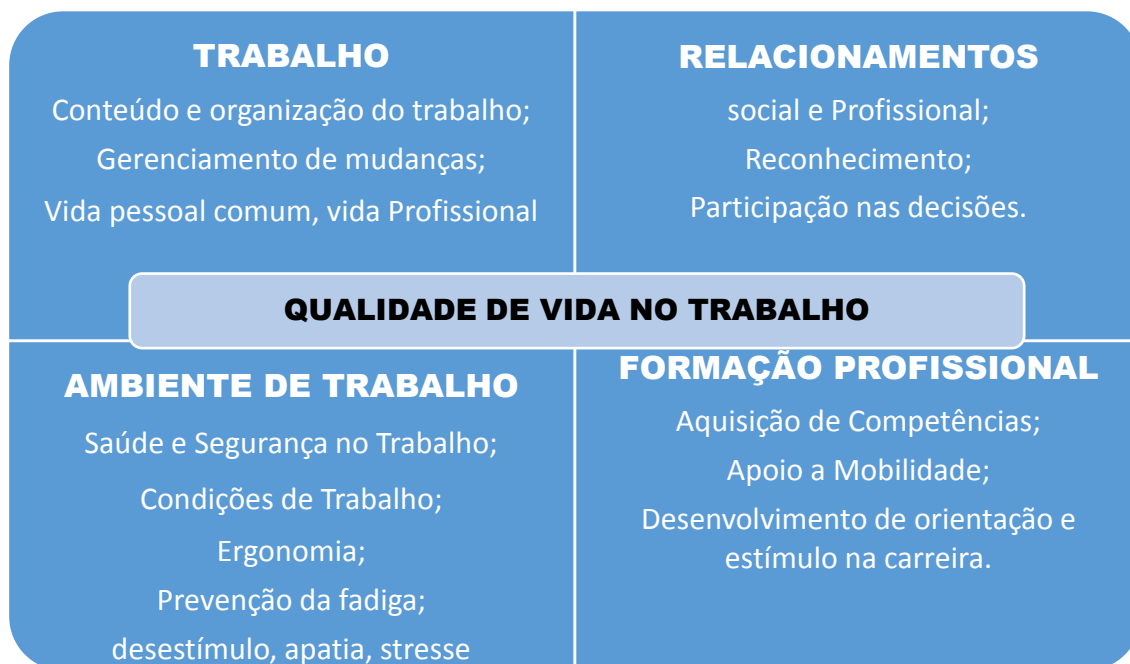 TRABALHO
Conteúdo e organização do trabalho;
Gerenciamento de mudanças;
Vida pessoal comum, vida Profissional
RELACIONAMENTOS
social e Profissional;
Reconhecimento;
Participação nas decisões.
QUALIDADE DE VIDA NO TRABALHO
AMBIENTE DE TRABALHO
Saúde e Segurança no Trabalho;
Condições de Trabalho;
Ergonomia;
Prevenção da fadiga;
desestímulo, apatia, stresse
FORMAÇÃO PROFISSIONAL
Aquisição de Competências;
Apoio a Mobilidade;
Desenvolvimento de orientação e
estímulo na carreira.